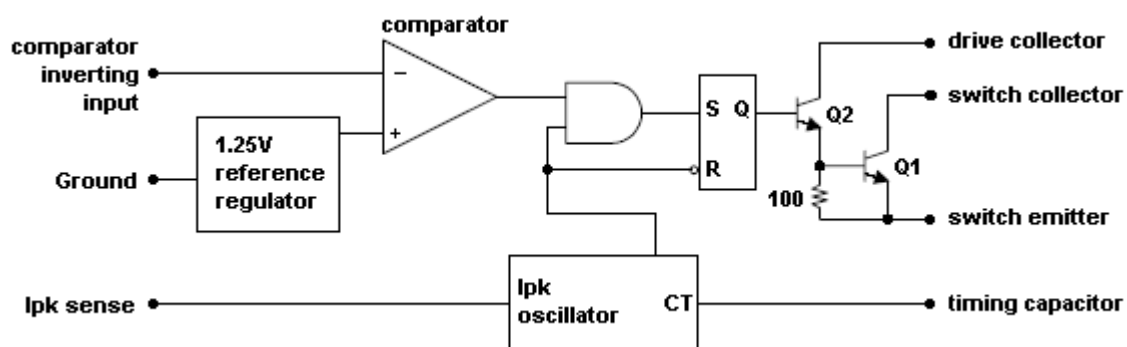 comparator
comparator
inverting
input
−
+
1.25V
reference
regulator
Ground
S Q
R
Q2
Q1
100
drive collector
switch collector
switch emitter
Ipk sense
Ipk
oscillator
CT
timing capacitor